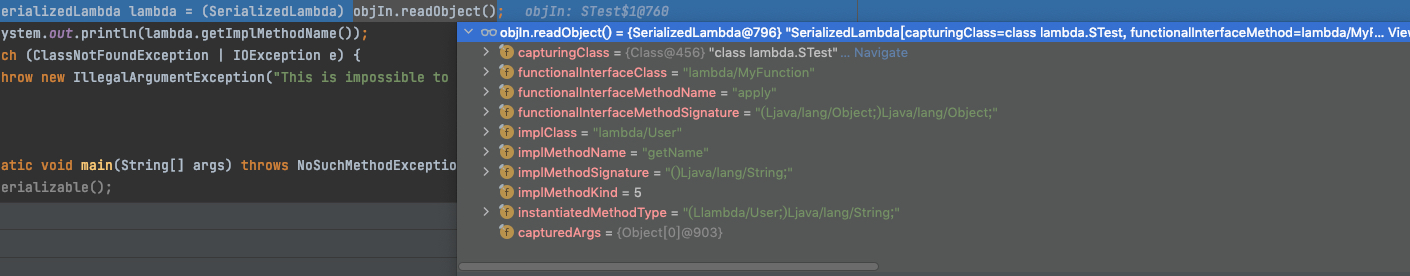 erializedLambda lambda = (SerializedLambda) objIn.readObject(); objIn: STest$1@760
ystem.out.println(lambda.getImplMethodName());
ch (ClassNotFoundException | IOException e) {
hrow new IllegalArgumentException("This is impossible to
atic void main(String[] args) throws NoSuchMethodExceptio
erializable();
objIn.readObject() = {SerializedLambda@796} "SerializedLambda[capturingClass=class lambda.STest, functionalInterfaceMethod=lambda/MyF... View
capturingClass = {Class@456} "class lambda.STest" ... Navigate
functionalInterfaceClass = "lambda/MyFunction"
functionalInterfaceMethodName = "apply"
functionalInterfaceMethodSignature = "(Ljava/lang/Object;)Ljava/lang/Object;"
implClass = "lambda/User"
implMethodName = "getName"
implMethodSignature = "()Ljava/lang/String;"
implMethodKind = 5
instantiatedMethodType = "(Llambda/User;)Ljava/lang/String;"
capturedArgs = {Object[0]@903}